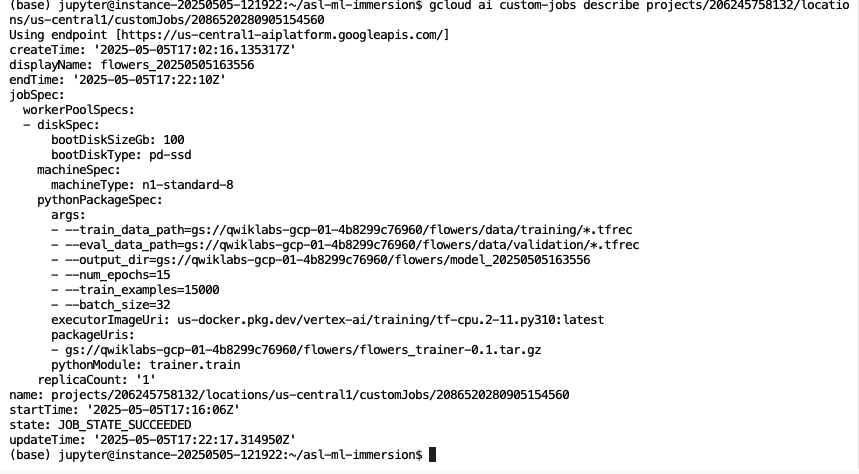 (base) jupyter@instance-20250505-121922:~/asl-ml-immersion$ gcloud ai custom-jobs describe projects/206245758132/locatio
ns/us-central1/customJobs/2086520280905154560
Using endpoint [https://us-central1-aiplatform.googleapis.com/]
createTime: '2025-05-05T17:02:16.135317Z'
displayName: flowers_20250505163556
endTime: '2025-05-05T17:22:10Z'
jobSpec:
  workerPoolSpecs:
  - diskSpec:
      bootDiskSizeGb: 100
      bootDiskType: pd-ssd
    machineSpec:
      machineType: n1-standard-8
    pythonPackageSpec:
      args:
      - --train_data_path=gs://qwiklabs-gcp-01-4b8299c76960/flowers/data/training/*.tfrec
      - --eval_data_path=gs://qwiklabs-gcp-01-4b8299c76960/flowers/data/validation/*.tfrec
      - --output_dir=gs://qwiklabs-gcp-01-4b8299c76960/flowers/model_20250505163556
      - --num_epochs=15
      - --train_examples=15000
      - --batch_size=32
      executorImageUri: us-docker.pkg.dev/vertex-ai/training/tf-cpu.2-11.py310:latest
      packageUris:
      - gs://qwiklabs-gcp-01-4b8299c76960/flowers/flowers_trainer-0.1.tar.gz
      pythonModule: trainer.train
    replicaCount: '1'
name: projects/206245758132/locations/us-central1/customJobs/2086520280905154560
startTime: '2025-05-05T17:16:06Z'
state: JOB_STATE_SUCCEEDED
updateTime: '2025-05-05T17:22:17.314950Z'
(base) jupyter@instance-20250505-121922:~/asl-ml-immersion$